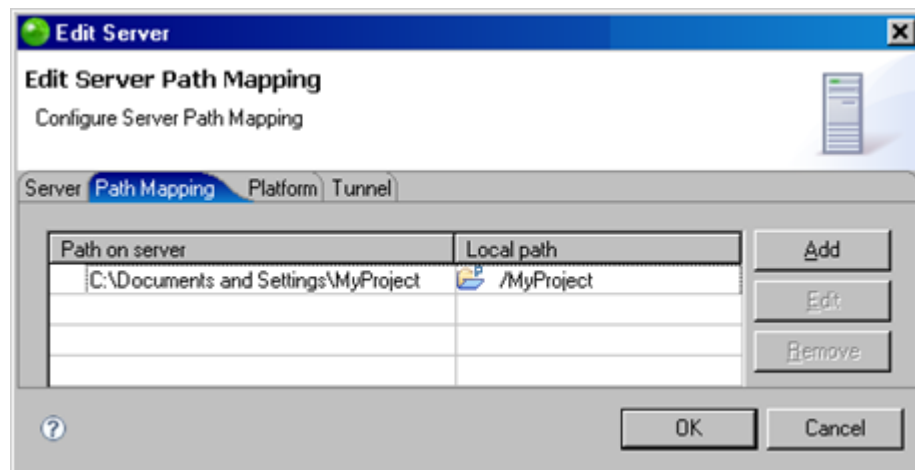 Edit Server
Edit Server Path Mapping
Configure Server Path Mapping
Server Path Mapping Platform Tunnel
Path on server Local path
C:\Documents and Settings\MyProject /MyProject
Add
Edit
Remove
? OK Cancel